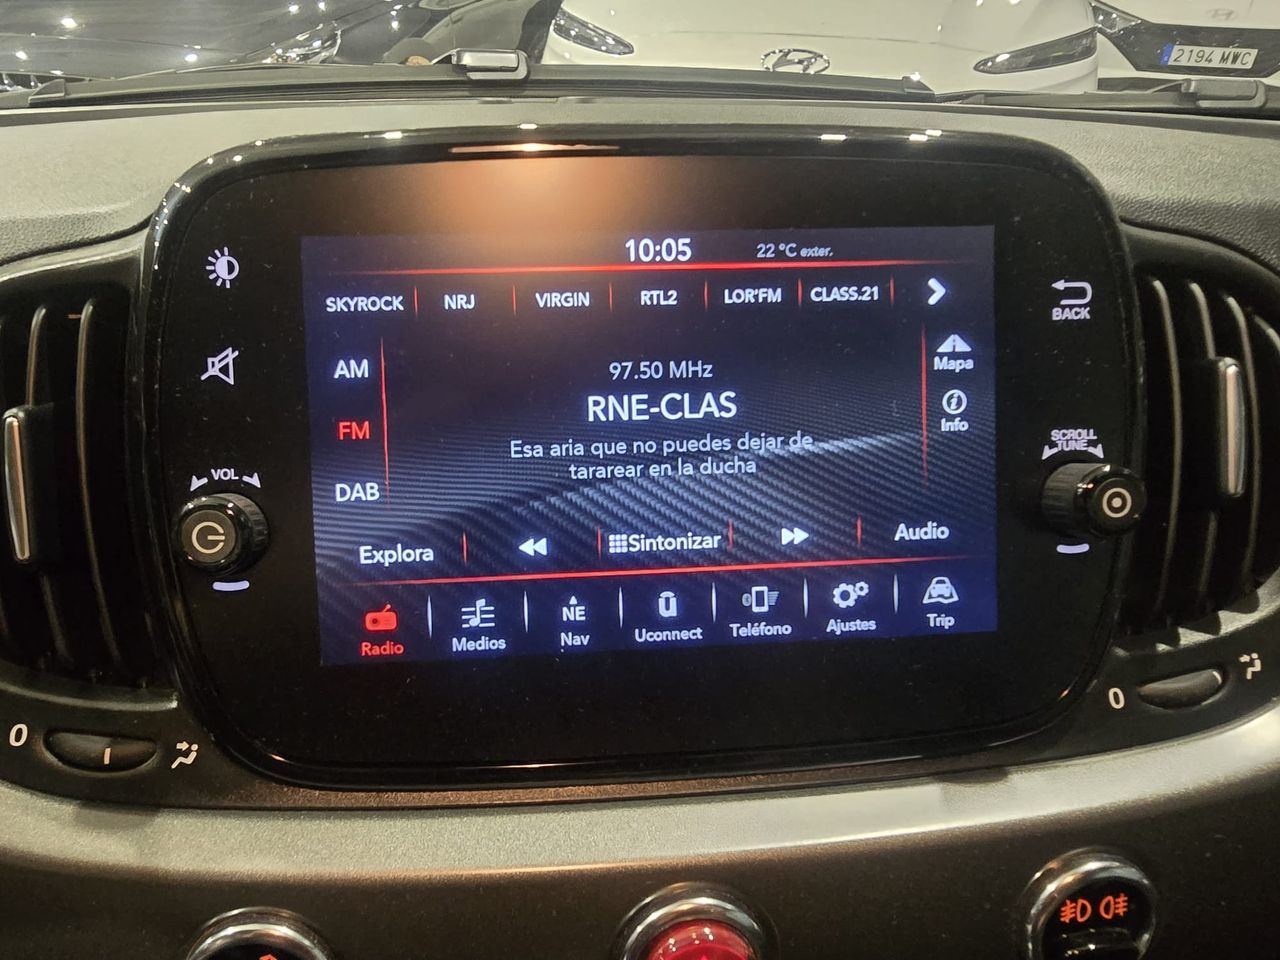 2194 MWC
10:05 22 °C exter.
SKYROCK NRJ VIRGIN RTL2 LOR'FM CLASS.21
BACK
AM
97.50 MHz
Mapa
FM
RNE-CLAS
Info
Esa aria que no puedes dejar de
tararear en la ducha
SCROLL
TUNE
VOL
DAB
Explora
Sintonizar
Audio
Radio
Medios
NE
Nav
Uconnect
Teléfono
Ajustes
Trip
0
0